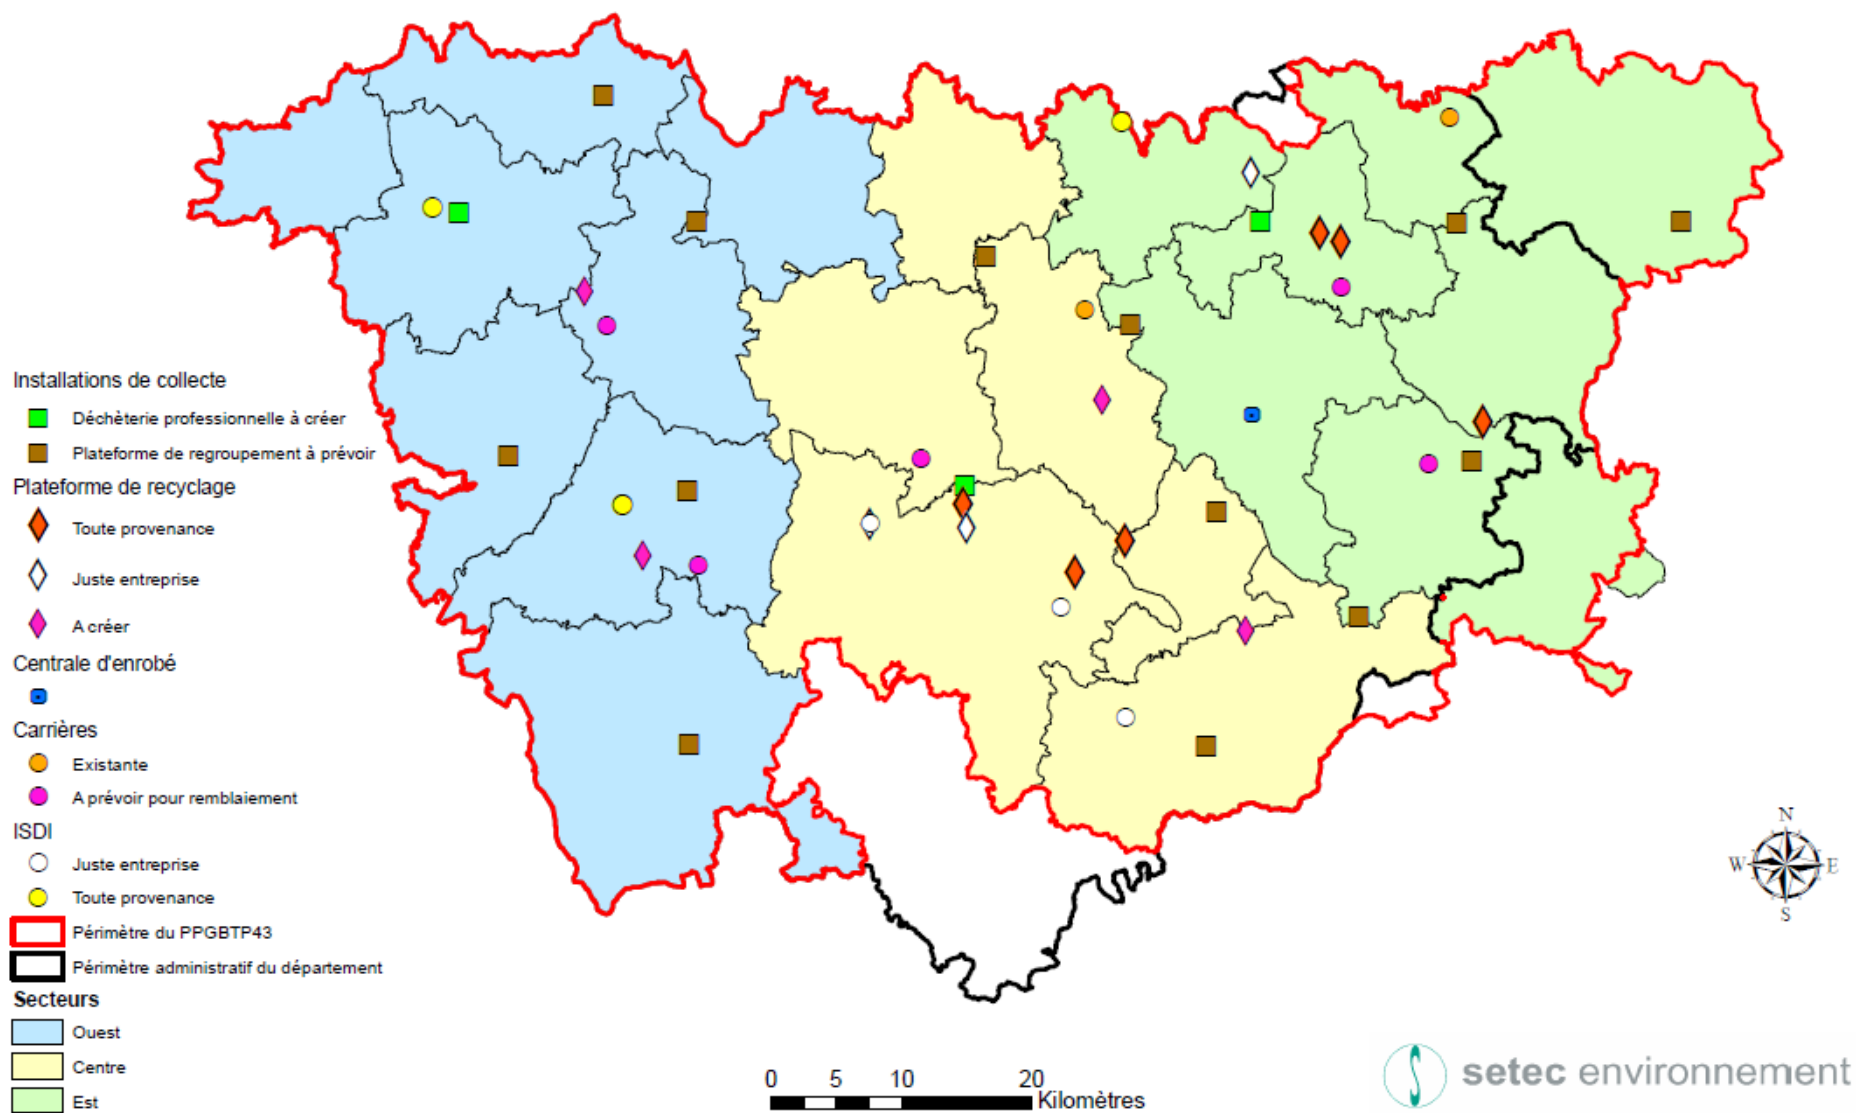 Installations de collecte
Déchèterie professionnelle à créer
Plateforme de regroupement à prévoir
Plateforme de recyclage
Toute provenance
Juste entreprise
A créer
Centrale d'enrobé
Carrières
Existante
A prévoir pour remblaiement
ISDI
Juste entreprise
Toute provenance
Périmètre du PPGBTP43
Périmètre administratif du département
Secteurs
Ouest
Centre
Est
0 5 10 20
Kilomètres
N
W E
S
setec environnement